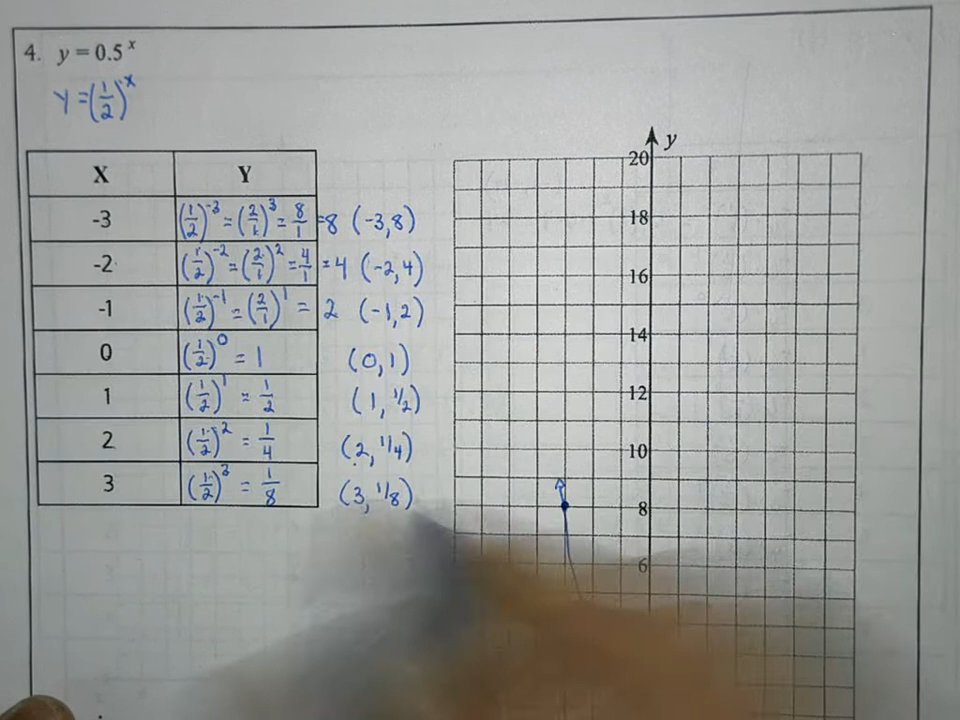 4. y = 0.5^x
y = (1/2)^x
X Y
-3 (1/2)^-3 = (2/1)^3 = 8/1 = 8 (-3,8)
-2 (1/2)^-2 = (2/1)^2 = 4/1 = 4 (-2,4)
-1 (1/2)^-1 = (2/1)^1 = 2 (-1,2)
0 (1/2)^0 = 1 (0,1)
1 (1/2)^1 = 1/2 (1, 1/2)
2 (1/2)^2 = 1/4 (2, 1/4)
3 (1/2)^3 = 1/8 (3, 1/8)
y
20
18
16
14
12
10
8
6